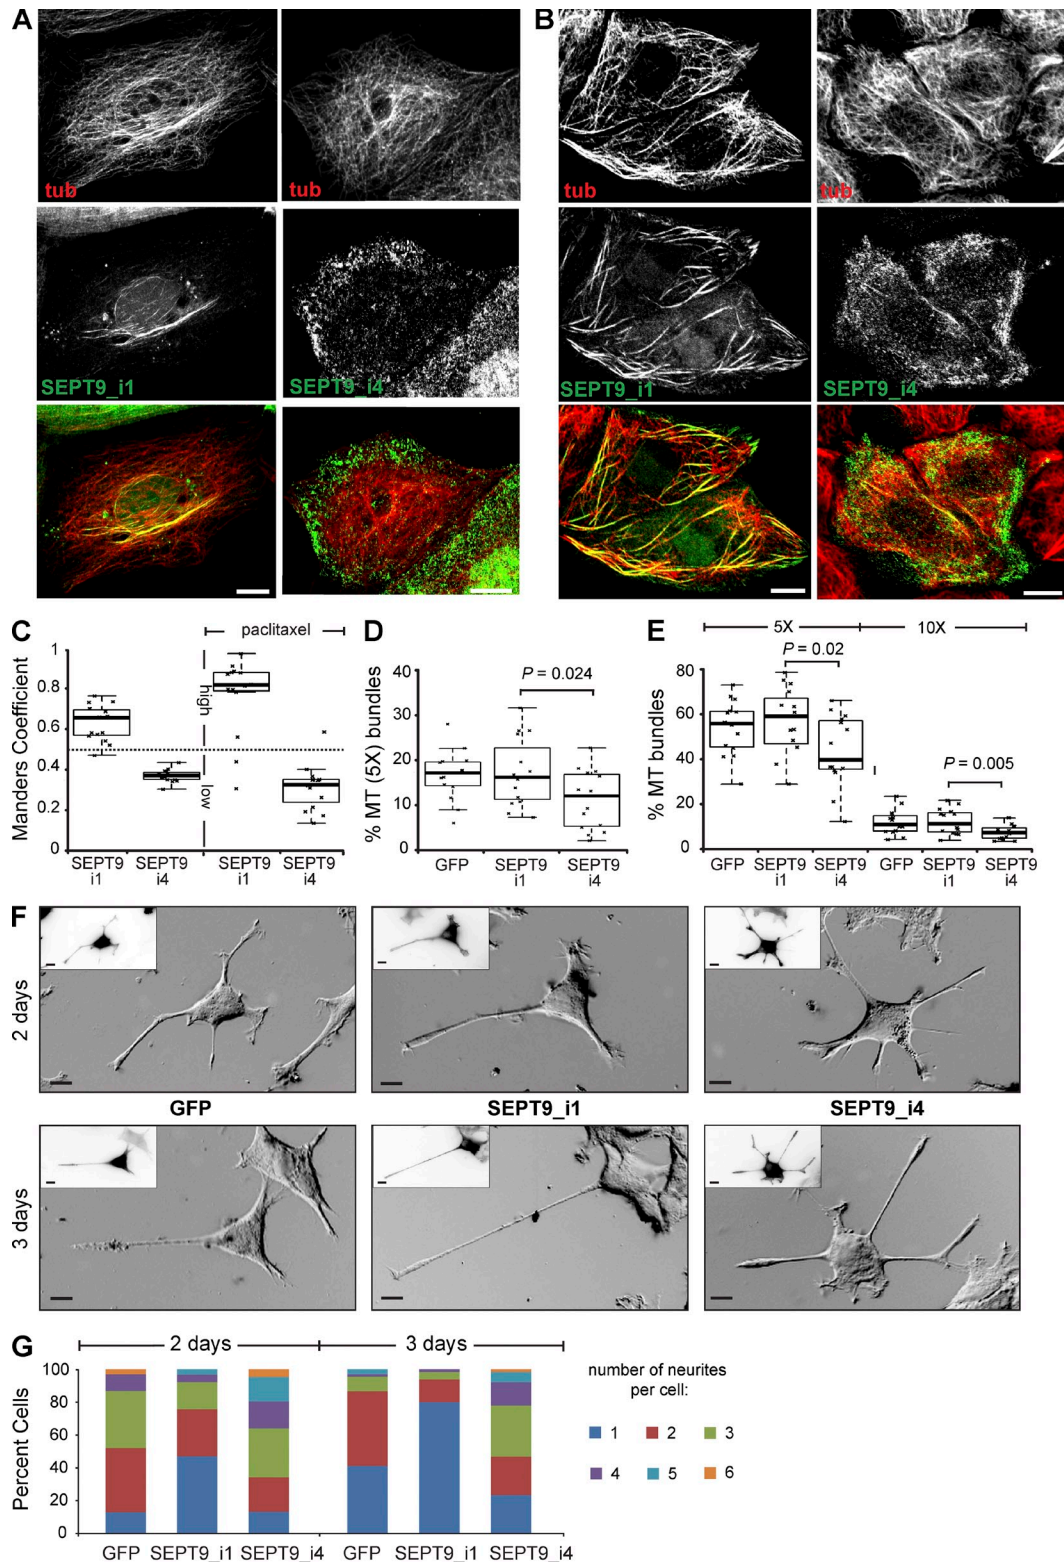 A
B
tub
tub
tub
tub
SEPT9_i1
SEPT9_i4
SEPT9_i1
SEPT9_i4
C
paclitaxel
Manders Coefficient
1
0.8
0.6
0.4
0.2
0
high
low
SEPT9 i1
SEPT9 i4
SEPT9 i1
SEPT9 i4
D
% MT (5X) bundles
40
30
20
10
0
P = 0.024
GFP
SEPT9 i1
SEPT9 i4
E
5X
10X
% MT bundles
80
60
40
20
0
P = 0.02
P = 0.005
GFP
SEPT9 i1
SEPT9 i4
GFP
SEPT9 i1
SEPT9 i4
F
2 days
GFP
SEPT9_i1
SEPT9_i4
3 days
G
2 days
3 days
Percent Cells
100
80
60
40
20
0
GFP
SEPT9_i1
SEPT9_i4
GFP
SEPT9_i1
SEPT9_i4
number of neurites
per cell:
1
2
3
4
5
6